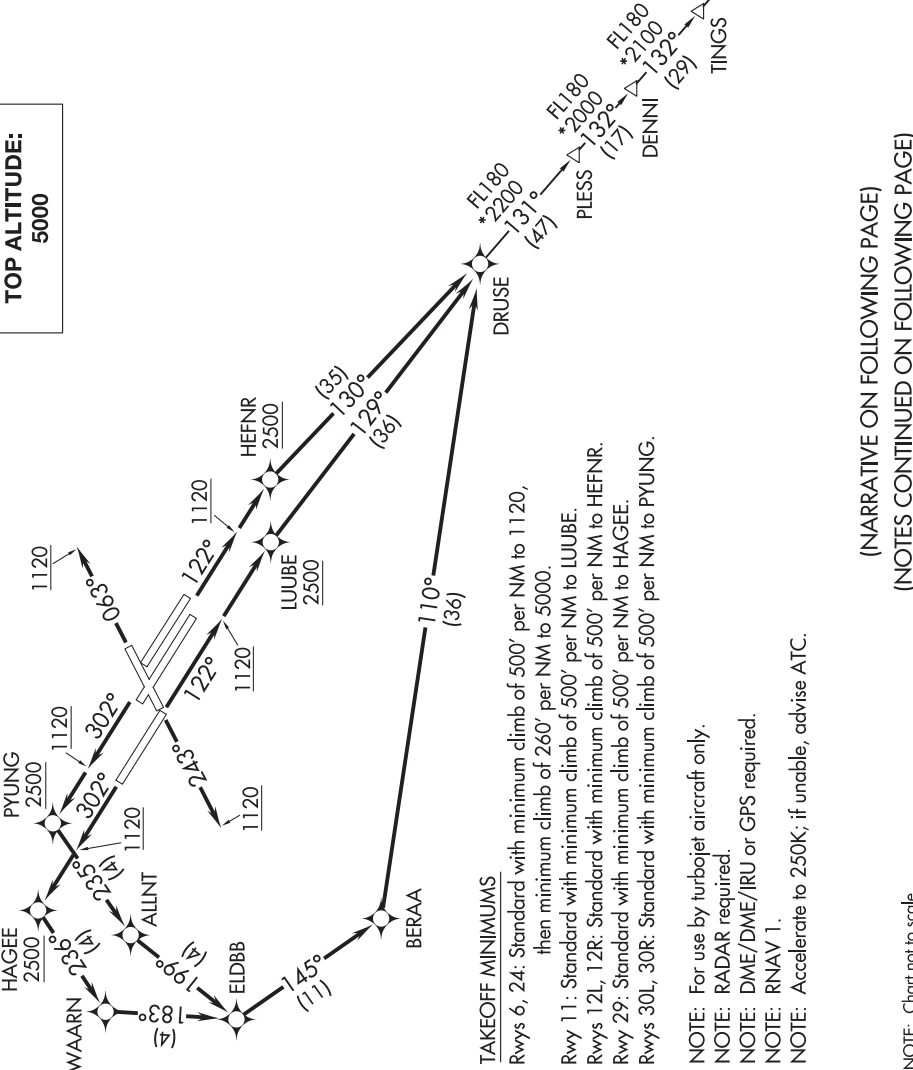 TOP ALTITUDE:
5000
TINGS
FL180
*2100
132°
(29)
DENNI
FL180
*2000
132°
(17)
PLESS
FL180
*2200
131°
(47)
DRUSE
(35)
130°
129°
(36)
HEFNR
2500
1120
122°
LUUBE
2500
1120
122°
1120
063°
243°
1120
PYUNG
2500
1120
302°
302°
1120
HAGEE
2500
235°
(4)
ALLNT
236°
(4)
WAARN
199°
(4)
183°
(4)
ELDBB
145°
(11)
BERAA
110°
(36)
TAKEOFF MINIMUMS
Rwys 6, 24: Standard with minimum climb of 500' per NM to 1120,
then minimum climb of 260' per NM to 5000.
Rwy 11: Standard with minimum climb of 500' per NM to LUUBE.
Rwys 12L, 12R: Standard with minimum climb of 500' per NM to HEFNR.
Rwy 29: Standard with minimum climb of 500' per NM to HAGEE.
Rwys 30L, 30R: Standard with minimum climb of 500' per NM to PYUNG.
NOTE: For use by turbojet aircraft only.
NOTE: RADAR required.
NOTE: DME/DME/IRU or GPS required.
NOTE: RNAV 1.
NOTE: Accelerate to 250K; if unable, advise ATC.
(NARRATIVE ON FOLLOWING PAGE)
(NOTES CONTINUED ON FOLLOWING PAGE)
NOTE: Chart not to scale